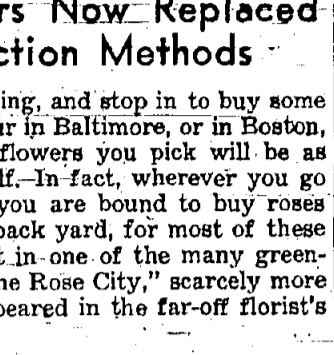 rs Now Replaced
ction Methods
ing, and stop in to buy some
ur in Baltimore, or in Boston,
flowers you pick will be as
lf. In fact, wherever you go
you are bound to buy roses
back yard, for most of these
t in one of the many green-
he Rose City," scarcely more
peared in the far-off florist's